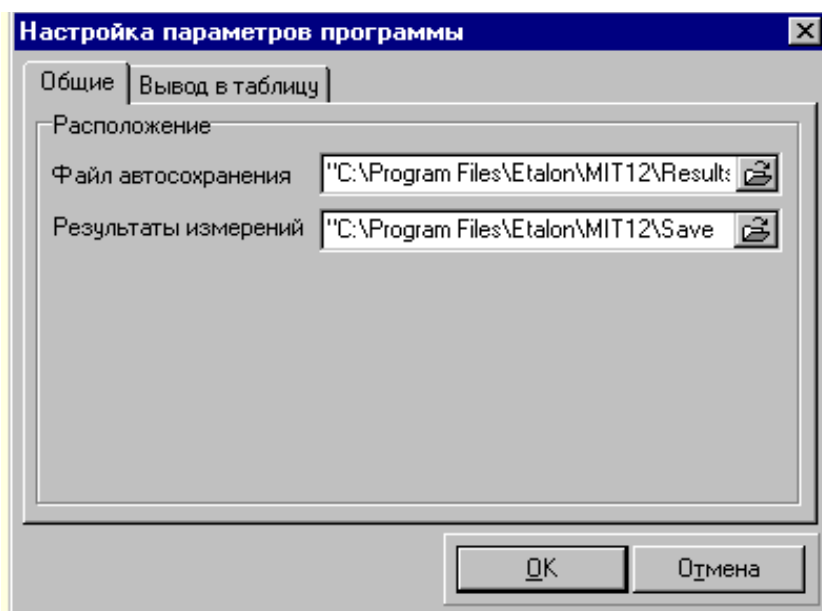 Настройка параметров программы
Общие Вывод в таблицу
Расположение
Файл автосохранения "C:\Program Files\Etalon\MIT12\Results
Результаты измерений "C:\Program Files\Etalon\MIT12\Save
OK Отмена